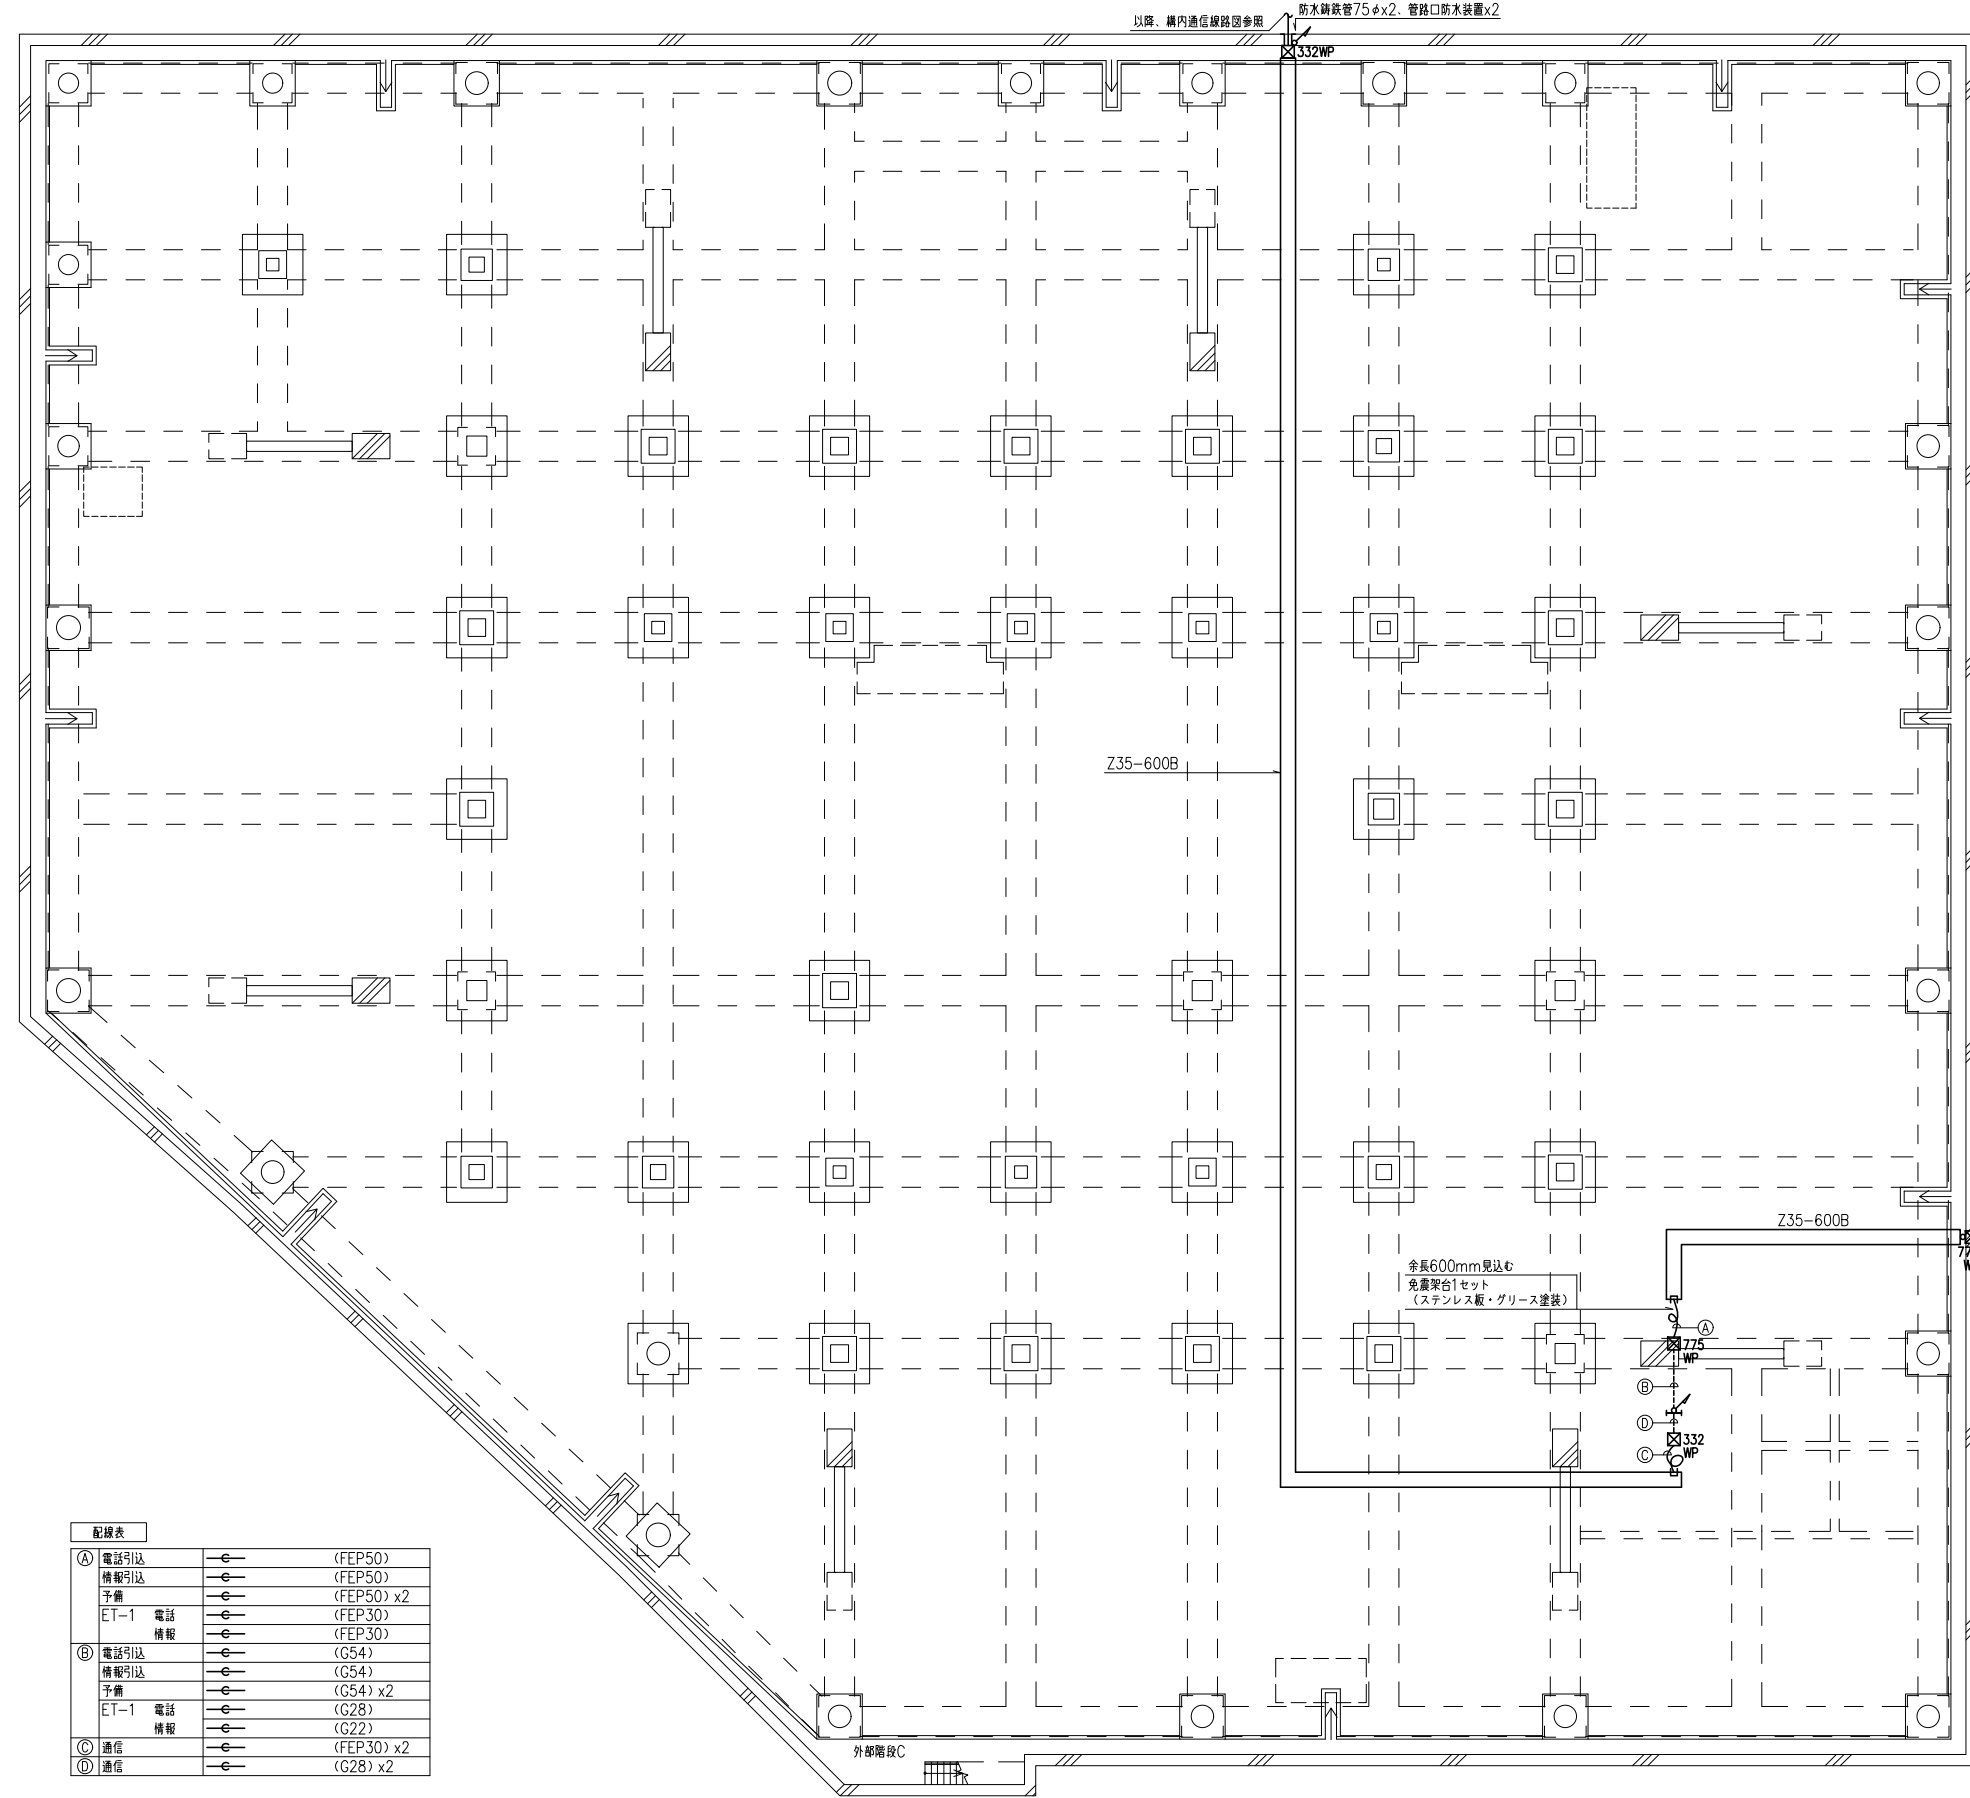 以降、構内通信線路図参照
防水鋳鉄管75φx2、管路口防水装置x2
332WP
Z35-600B
Z35-600B
余長600mm見込む
免震架台1セット
（ステンレス板・グリース塗装）
A
775
WP
B
D
332
WP
C
外部階段C
配線表
A 電話引込 (FEP50)
情報引込 (FEP50)
予備 (FEP50) x2
ET-1 電話 (FEP30)
情報 (FEP30)
B 電話引込 (G54)
情報引込 (G54)
予備 (G54) x2
ET-1 電話 (G28)
情報 (G22)
C 通信 (FEP30) x2
D 通信 (G28) x2